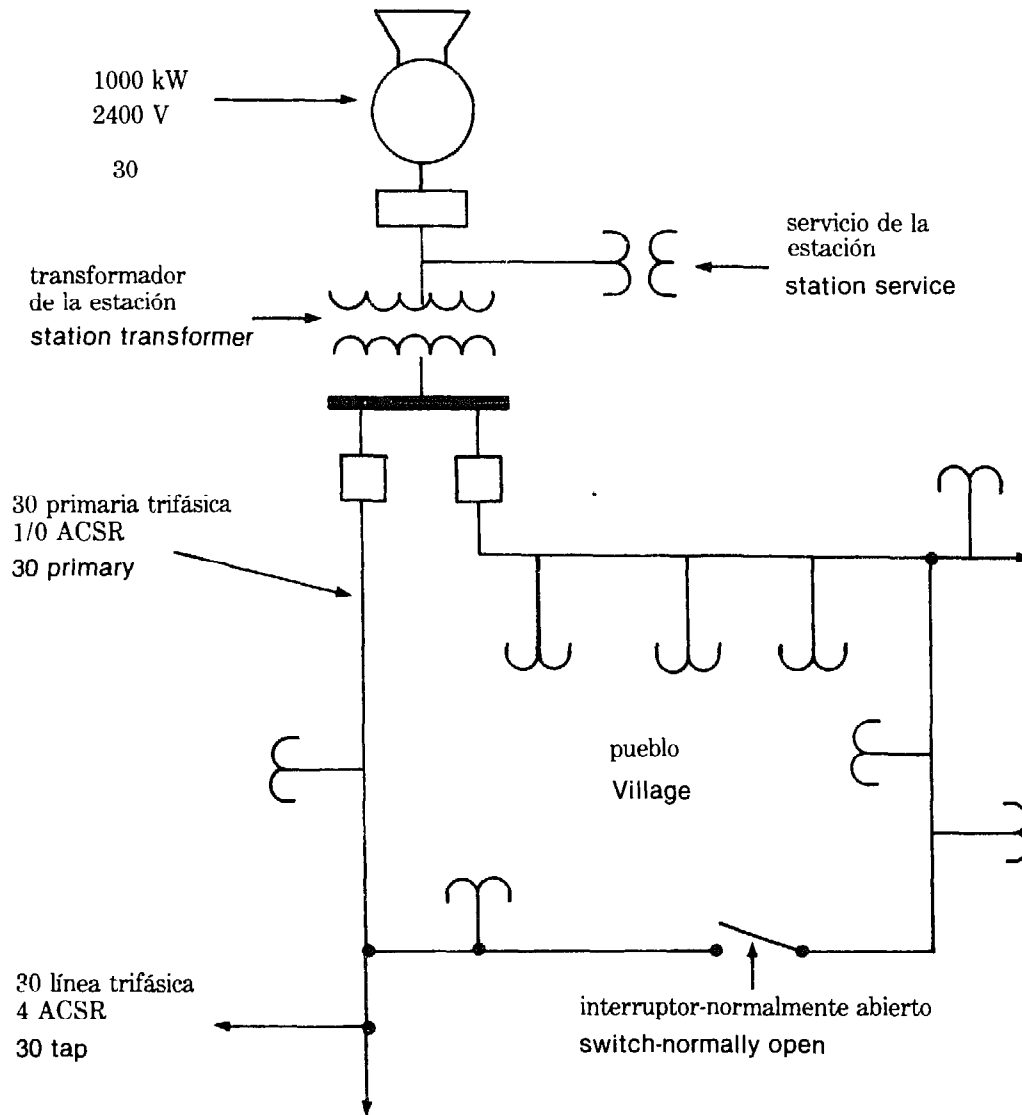 1000 kW
2400 V
30
servicio de la
estación
station service
transformador
de la estación
station transformer
30 primaria trifásica
1/0 ACSR
30 primary
pueblo
Village
30 línea trifásica
4 ACSR
30 tap
interruptor-normalmente abierto
switch-normally open